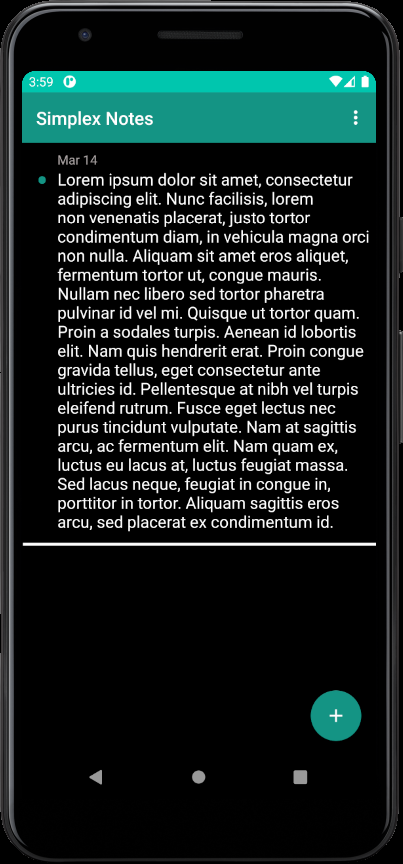 3:59
Simplex Notes
Mar 14
Lorem ipsum dolor sit amet, consectetur
adipiscing elit. Nunc facilisis, lorem
non venenatis placerat, justo tortor
condimentum diam, in vehicula magna orci
non nulla. Aliquam sit amet eros aliquet,
fermentum tortor ut, congue mauris.
Nullam nec libero sed tortor pharetra
pulvinar id vel mi. Quisque ut tortor quam.
Proin a sodales turpis. Aenean id lobortis
elit. Nam quis hendrerit erat. Proin congue
gravida tellus, eget consectetur ante
ultricies id. Pellentesque at nibh vel turpis
eleifend rutrum. Fusce eget lectus nec
purus tincidunt vulputate. Nam at sagittis
arcu, ac fermentum elit. Nam quam ex,
luctus eu lacus at, luctus feugiat massa.
Sed lacus neque, feugiat in congue in,
porttitor in tortor. Aliquam sagittis eros
arcu, sed placerat ex condimentum id.